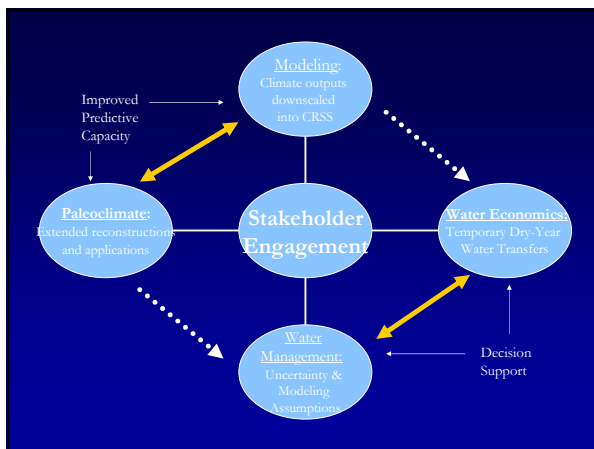 Modeling:
Climate outputs
downscaled
into CRSS
Improved
Predictive
Capacity
Paleoclimate:
Extended reconstructions
and applications
Stakeholder
Engagement
Water Economics:
Temporary Dry-Year
Water Transfers
Water
Management:
Uncertainty &
Modeling
Assumptions
Decision
Support